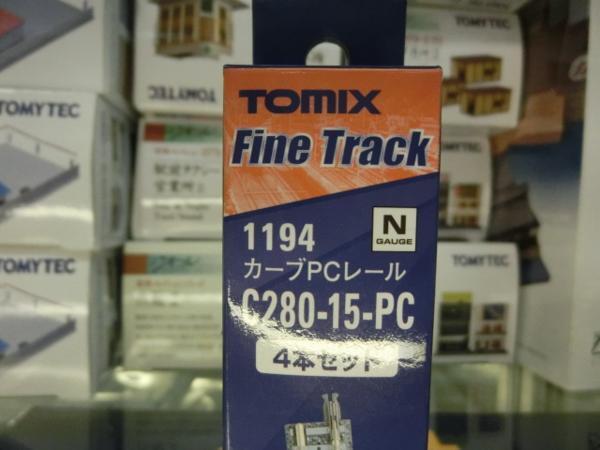 TOMIX
Fine Track
1194
N
GAUGE
カーブPCレール
C280-15-PC
4本セット
TOMYTEC
TOMYTEC
TOMYTEC
TOMYTEC
TOMYTEC